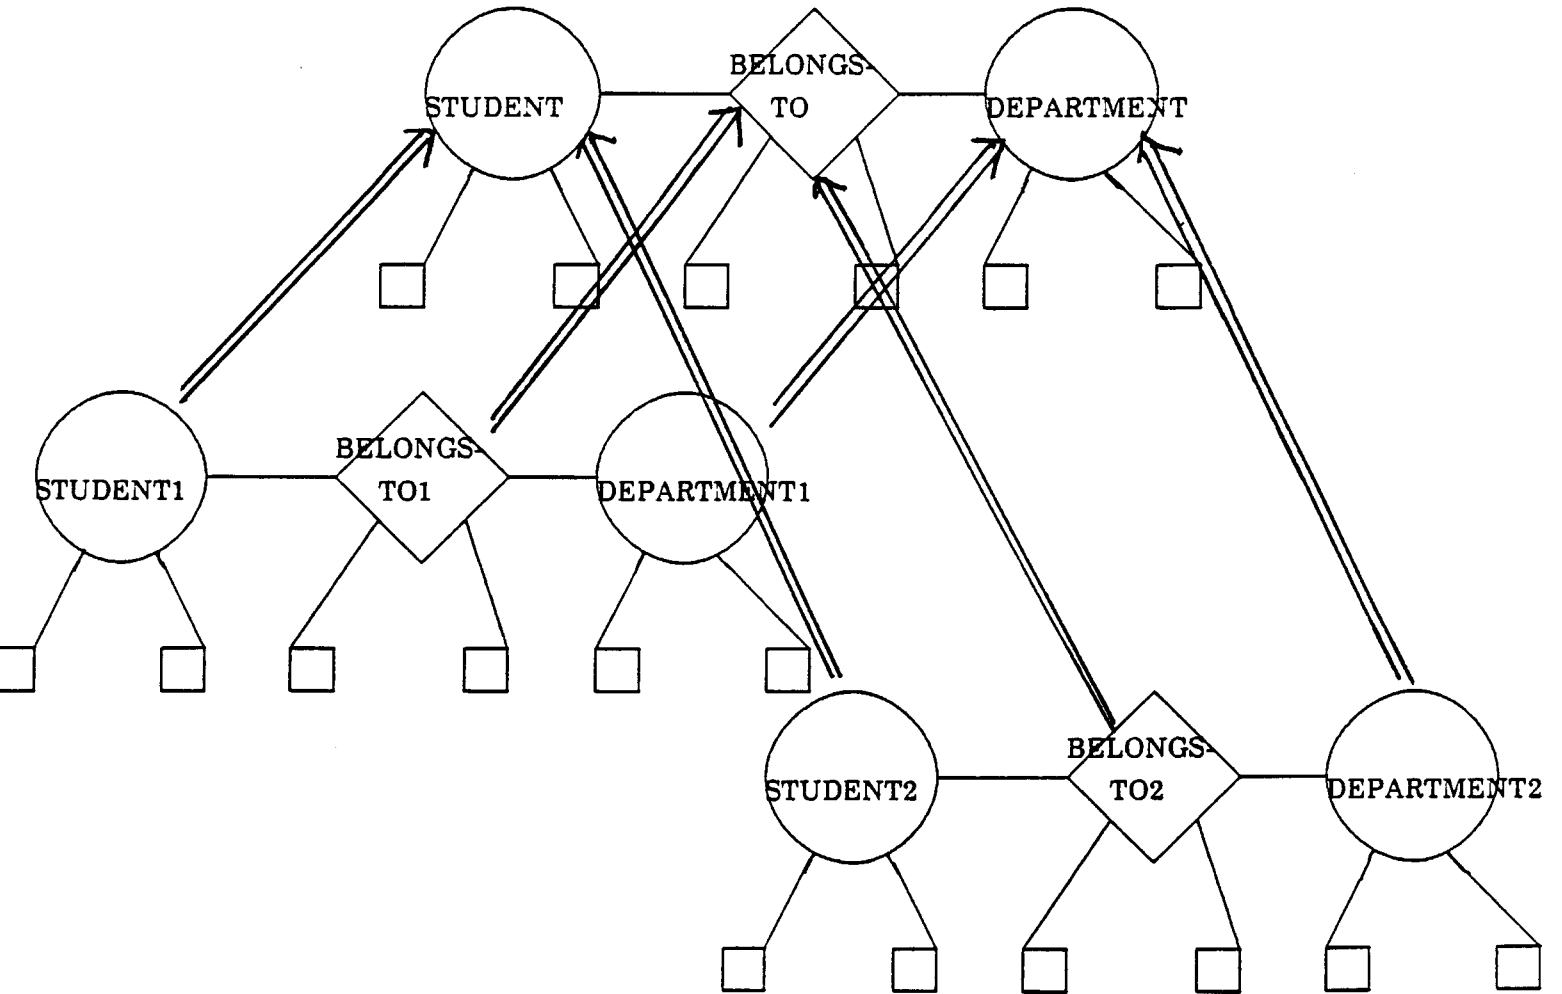 STUDENT
BELONGS-
TO
DEPARTMENT
STUDENT1
BELONGS-
TO1
DEPARTMENT1
STUDENT2
BELONGS-
TO2
DEPARTMENT2